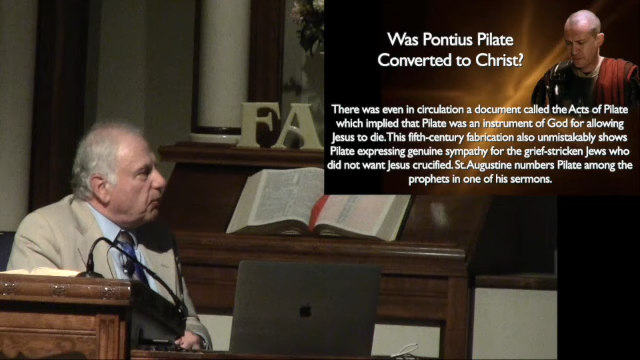 Was Pontius Pilate
Converted to Christ?
There was even in circulation a document called the Acts of Pilate
which implied that Pilate was an instrument of God for allowing
Jesus to die. This fifth-century fabrication also unmistakably shows
Pilate expressing genuine sympathy for the grief-stricken Jews who
did not want Jesus crucified. St. Augustine numbers Pilate among the
prophets in one of his sermons.
FA